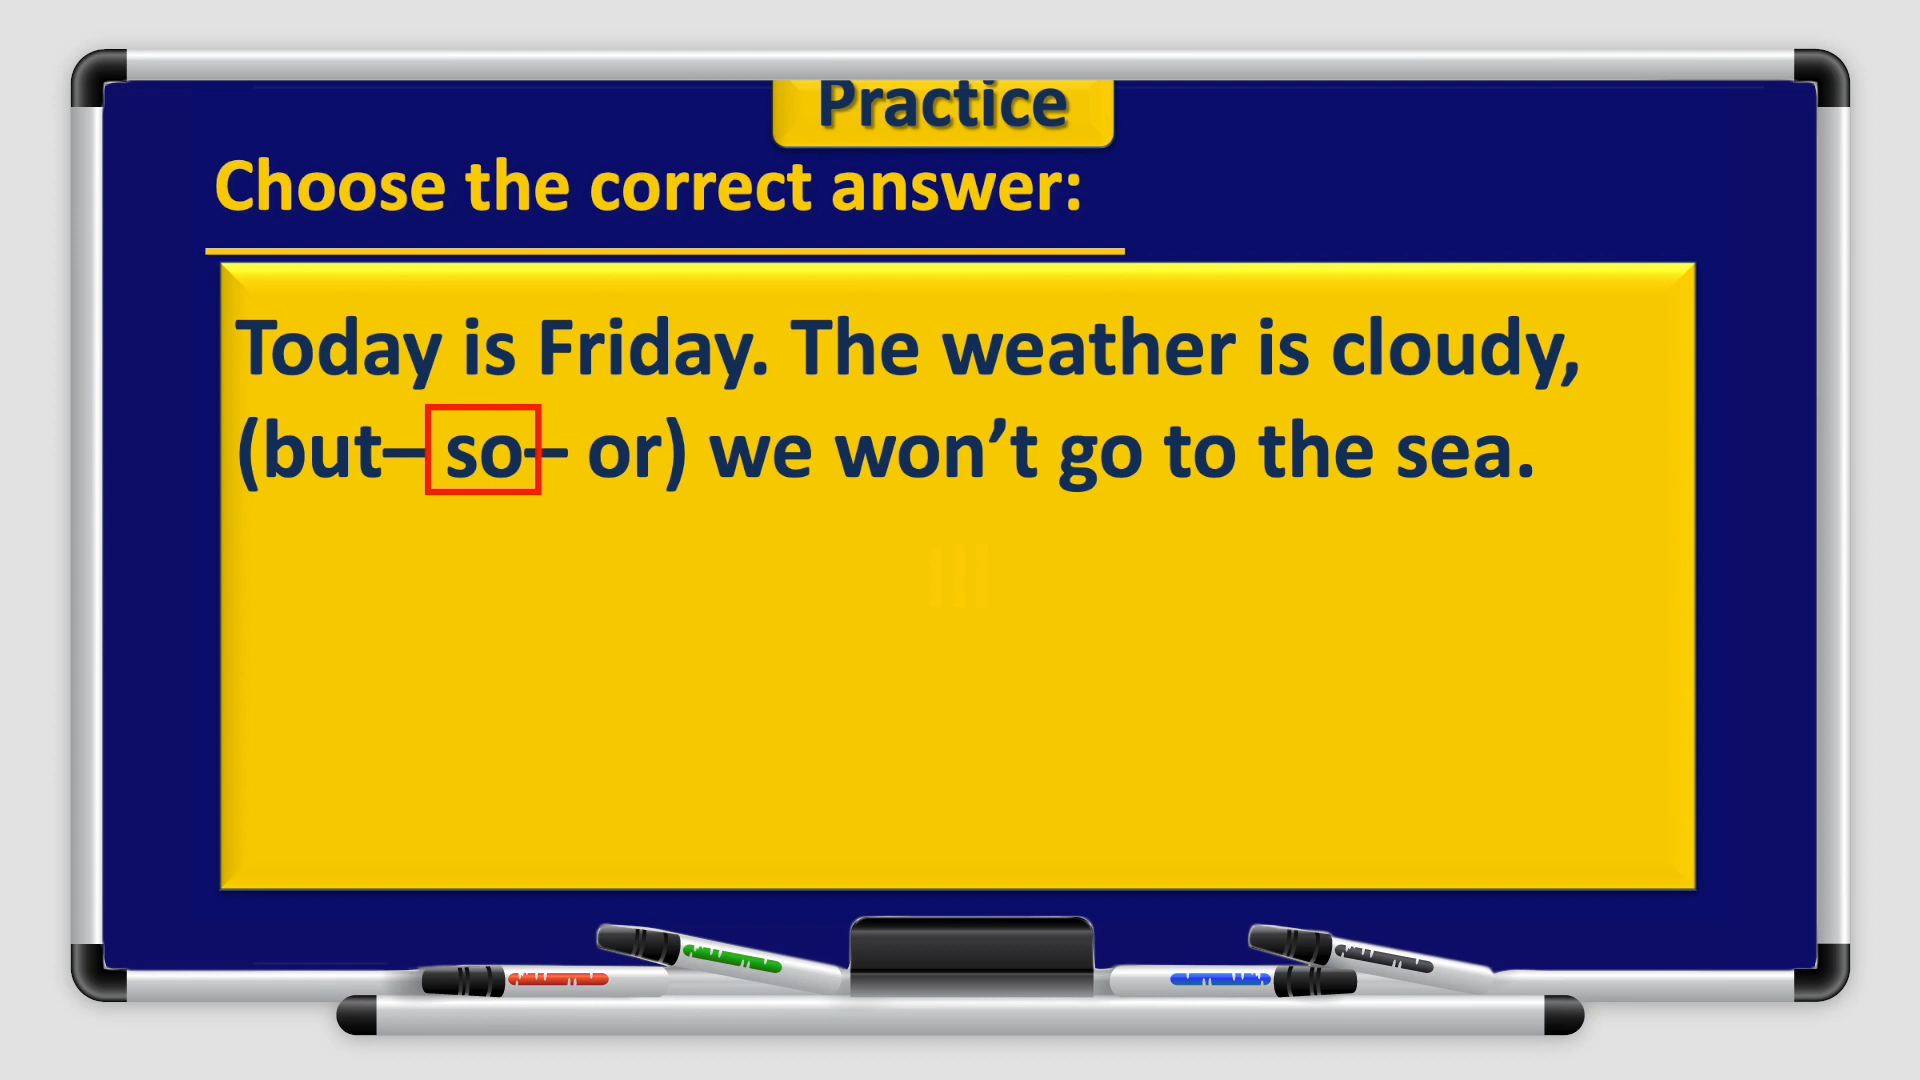 Practice
Choose the correct answer:
Today is Friday. The weather is cloudy,
(but– so– or) we won’t go to the sea.